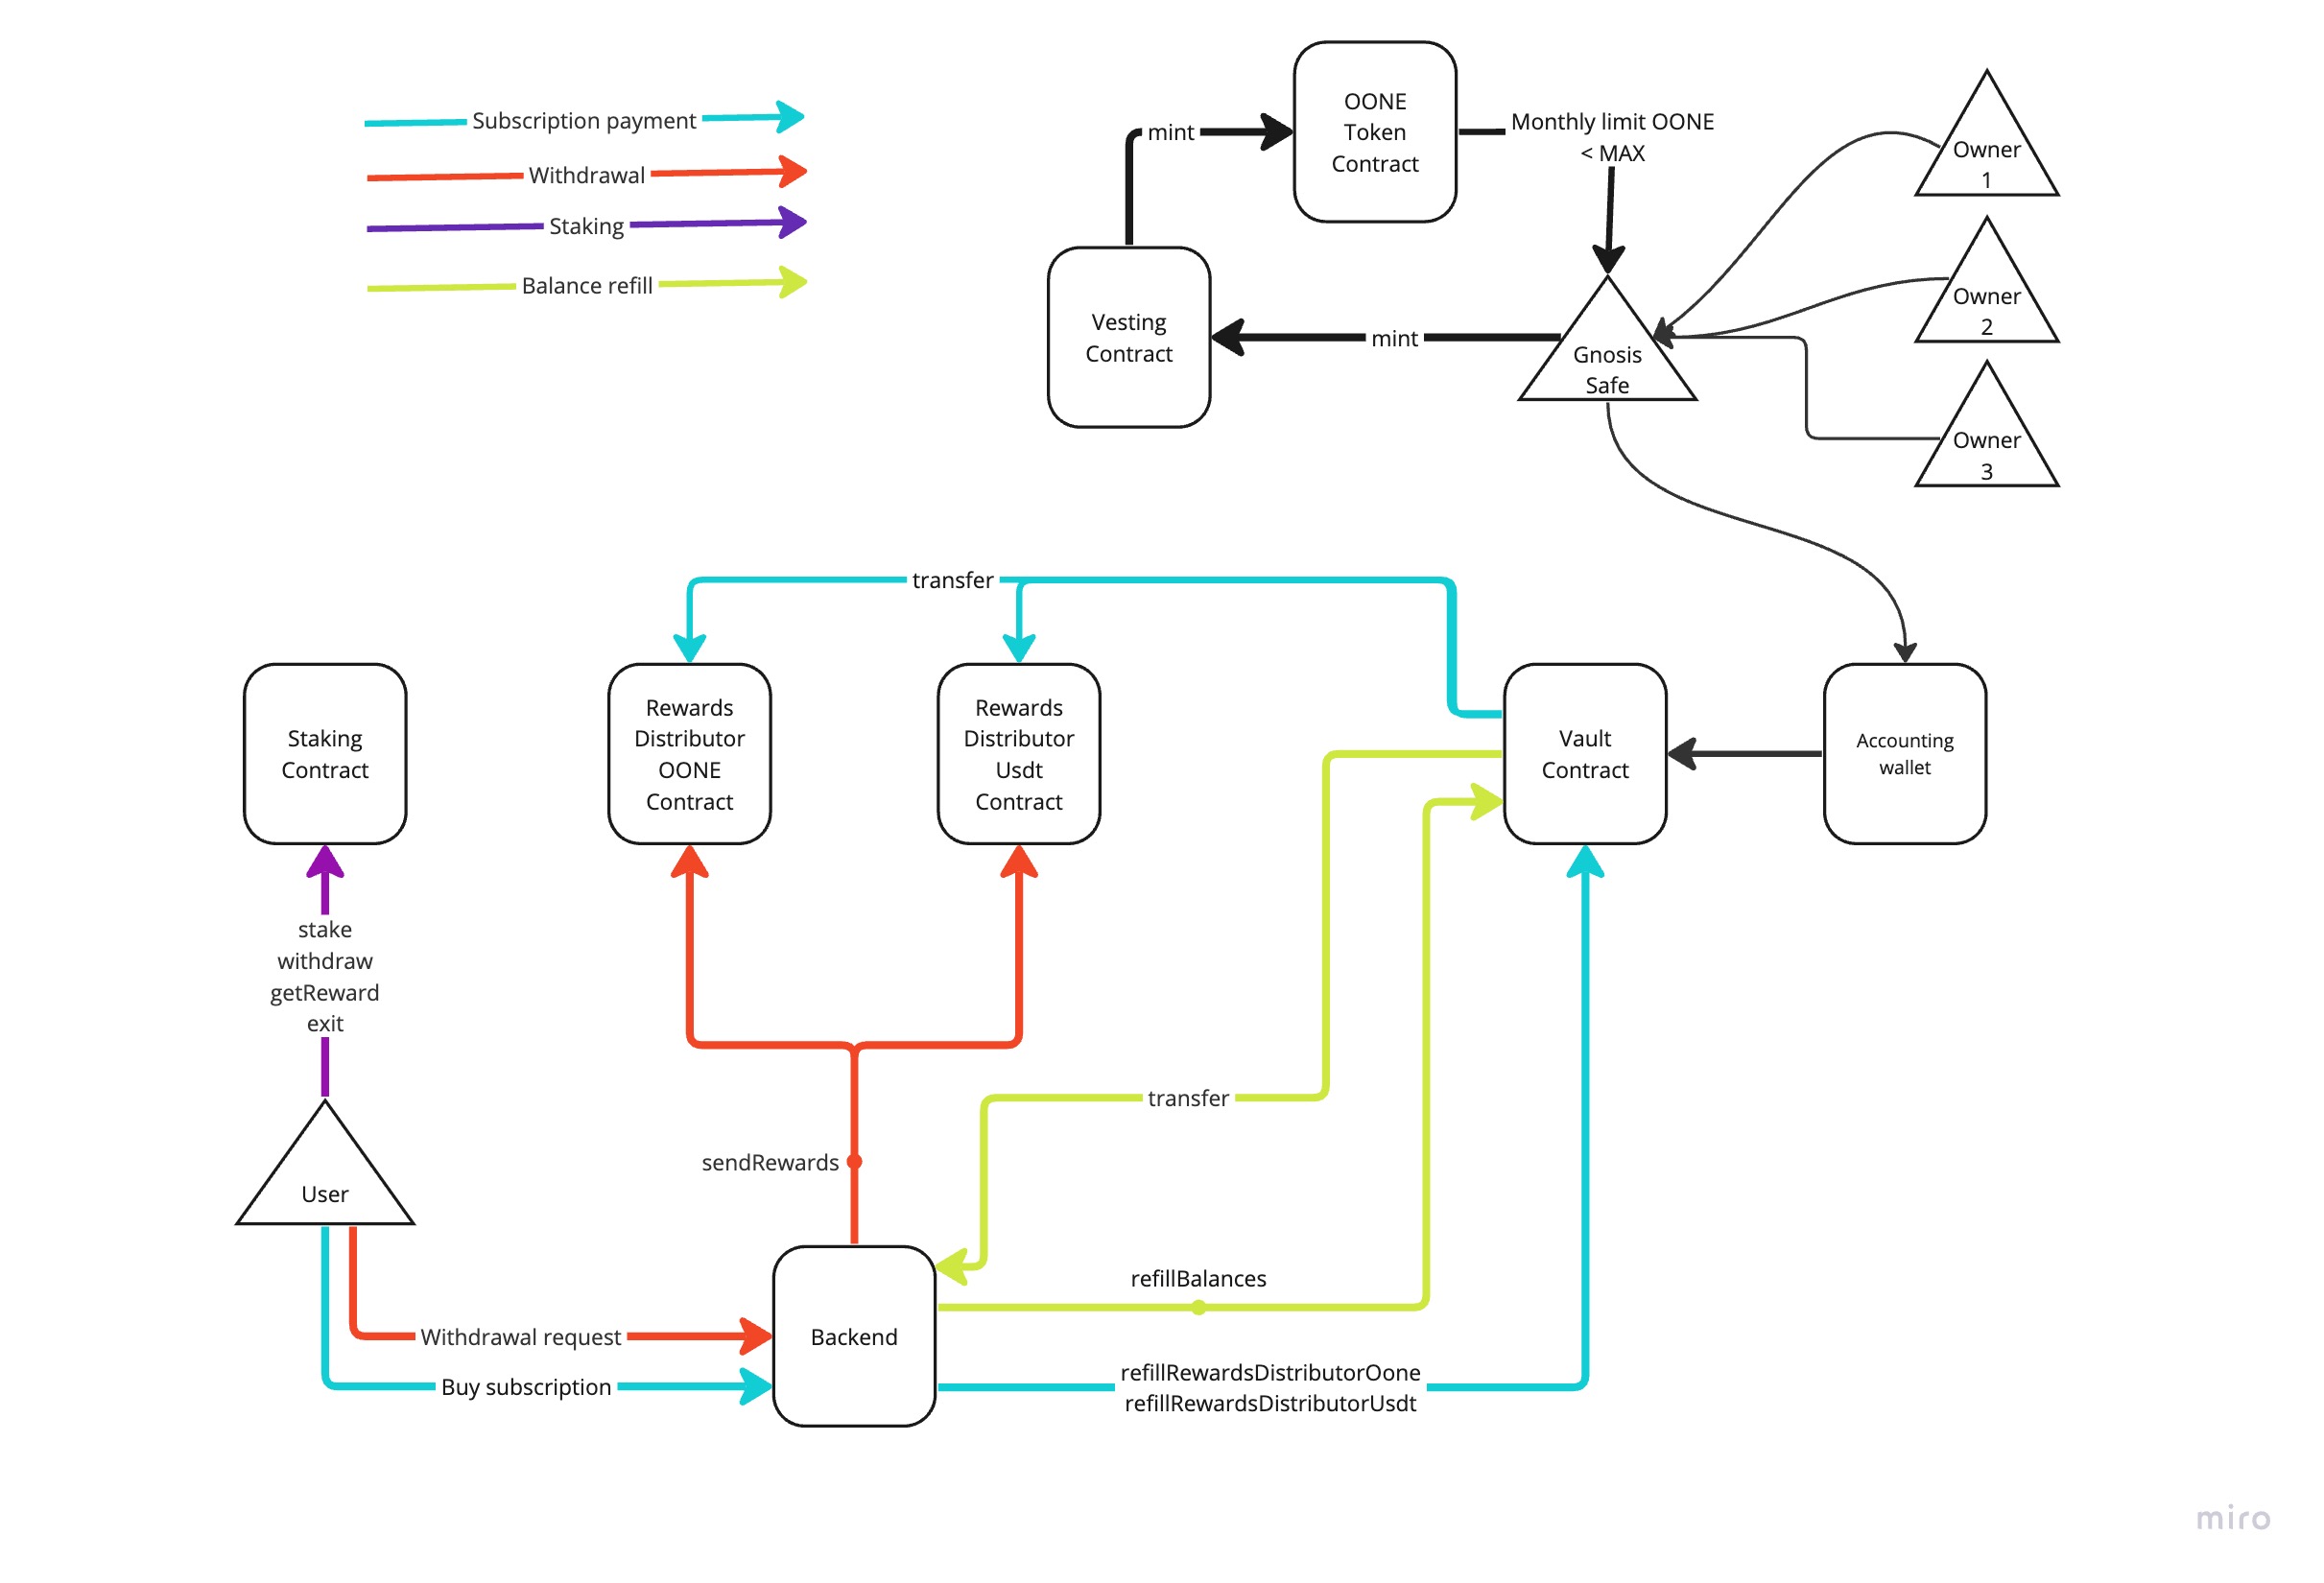 Subscription payment
Withdrawal
Staking
Balance refill
mint
OONE
Token
Contract
Monthly limit OONE
< MAX
Owner
1
Owner
2
Owner
3
Vesting
Contract
mint
Gnosis
Safe
transfer
Staking
Contract
Rewards
Distributor
OONE
Contract
Rewards
Distributor
Usdt
Contract
Vault
Contract
Accounting
wallet
stake
withdraw
getReward
exit
transfer
sendRewards
User
refillBalances
Withdrawal request
Backend
Buy subscription
refillRewardsDistributorOone
refillRewardsDistributorUsdt
miro